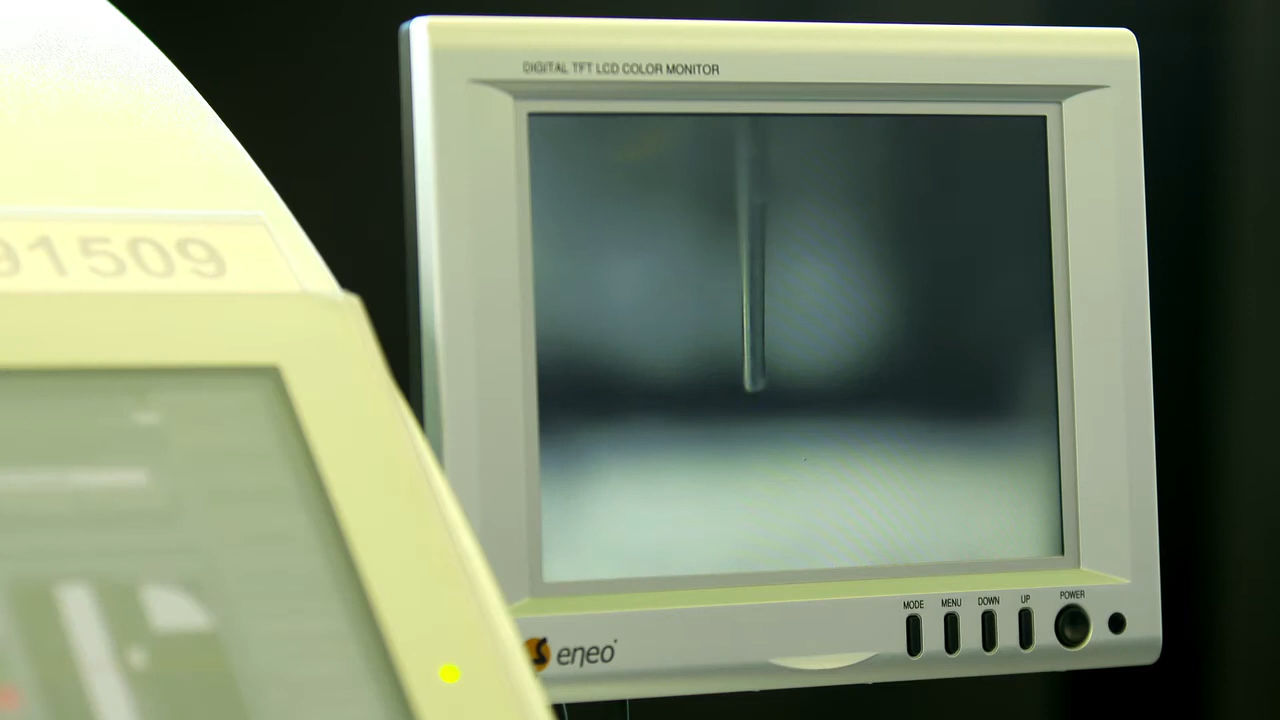 DIGITAL TFT LCD COLOR MONITOR
91509
MODE MENU DOWN UP POWER
eneo